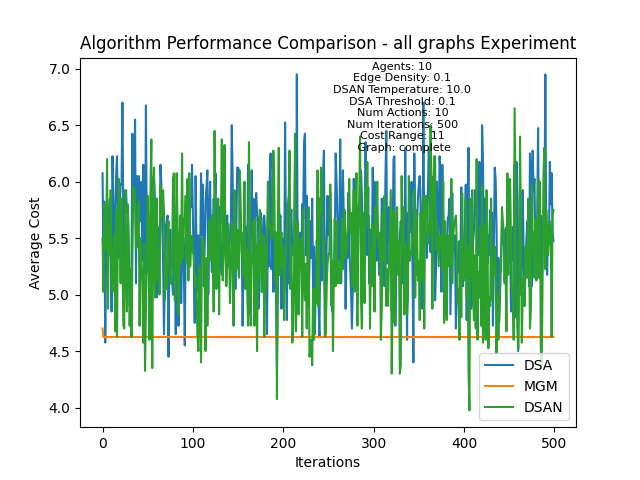 Algorithm Performance Comparison - all graphs Experiment
Agents: 10
Edge Density: 0.1
DSAN Temperature: 10.0
DSA Threshold: 0.1
Num Actions: 10
Num Iterations: 500
Cost Range: 11
Graph: complete
Average Cost
7.0
6.5
6.0
5.5
5.0
4.5
4.0
0
100
200
300
400
500
Iterations
DSA
MGM
DSAN